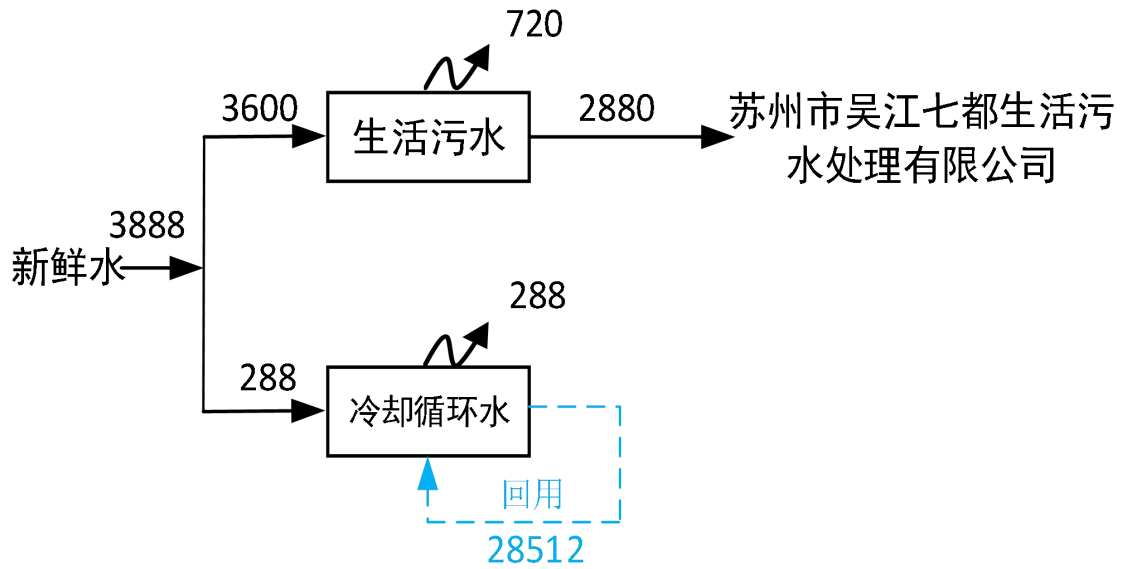 720
3600
生活污水
2880
苏州市吴江七都生活污
水处理有限公司
3888
新鲜水
288
288
冷却循环水
回用
28512